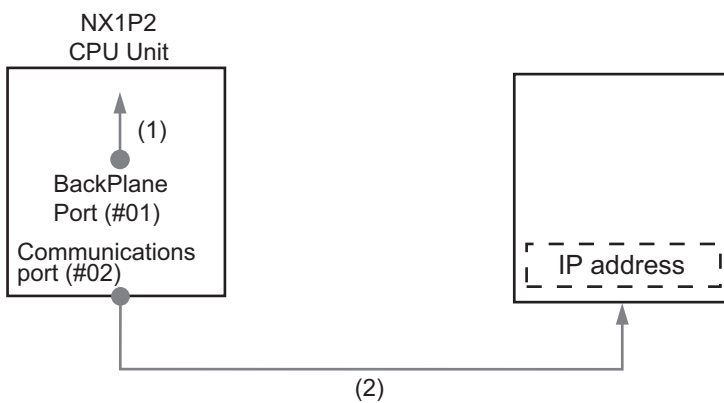 NX1P2
CPU Unit
(1)
BackPlane
Port (#01)
Communications
port (#02)
IP address
(2)